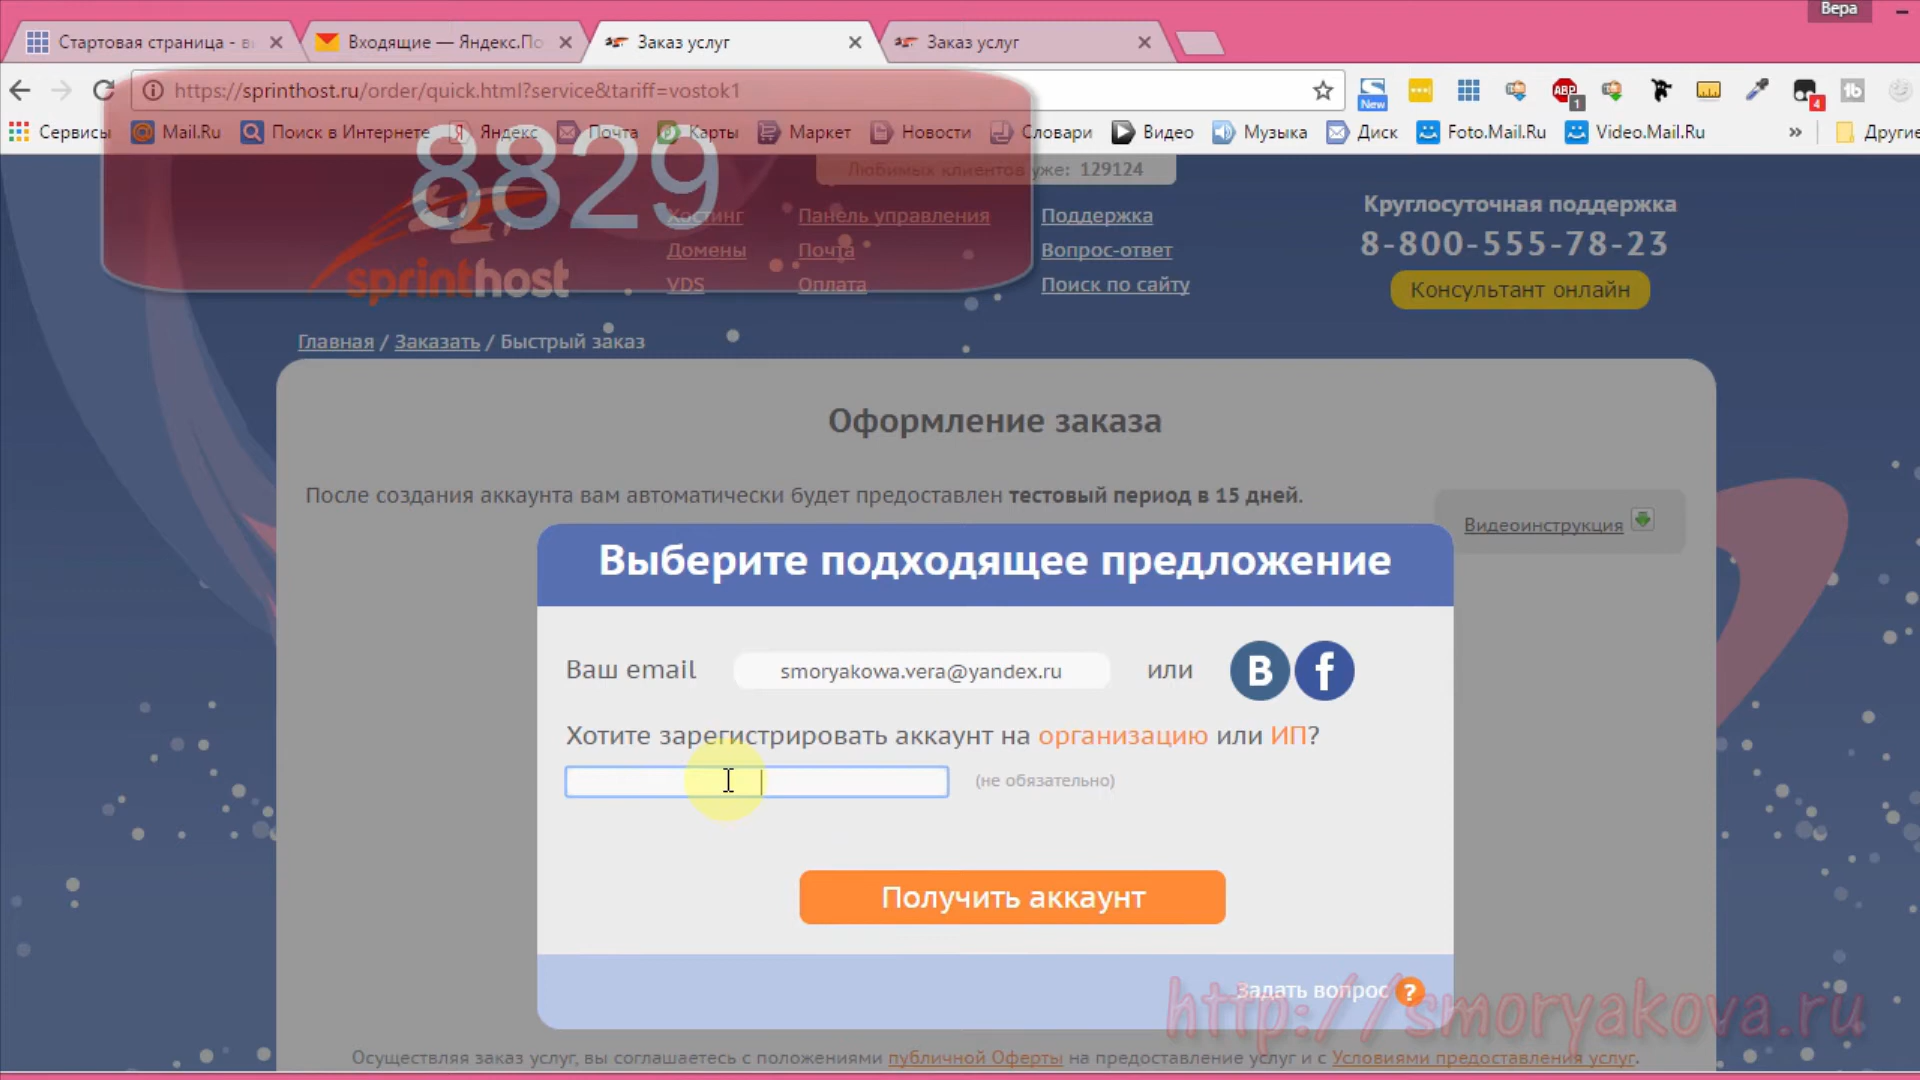 Вера
Стартовая страница - в
Входящие — Яндекс.По
Заказ услуг
Заказ услуг
https://sprinthost.ru/order/quick.html?service&tariff=vostok1
New
ABP
1
4
1b
Сервисы
Mail.Ru
Поиск в Интернете
Яндекс
Почта
Карты
Маркет
Новости
Словари
Видео
Музыка
Диск
Foto.Mail.Ru
Video.Mail.Ru
»
Другие
8829
Любимых клиентов уже: 129124
sprinthost
Хостинг
Панель управления
Поддержка
Домены
Почта
Вопрос-ответ
VDS
Оплата
Поиск по сайту
Круглосуточная поддержка
8-800-555-78-23
Консультант онлайн
Главная / Заказать / Быстрый заказ
Оформление заказа
После создания аккаунта вам автоматически будет предоставлен тестовый период в 15 дней.
Видеоинструкция
Выберите подходящее предложение
Ваш email
smoryakowa.vera@yandex.ru
или
B f
Хотите зарегистрировать аккаунт на организацию или ИП?
(не обязательно)
Получить аккаунт
Задать вопрос ?
http://smoryakova.ru
Осуществляя заказ услуг, вы соглашаетесь с положениями публичной Оферты на предоставление услуг и с Условиями предоставления услуг.